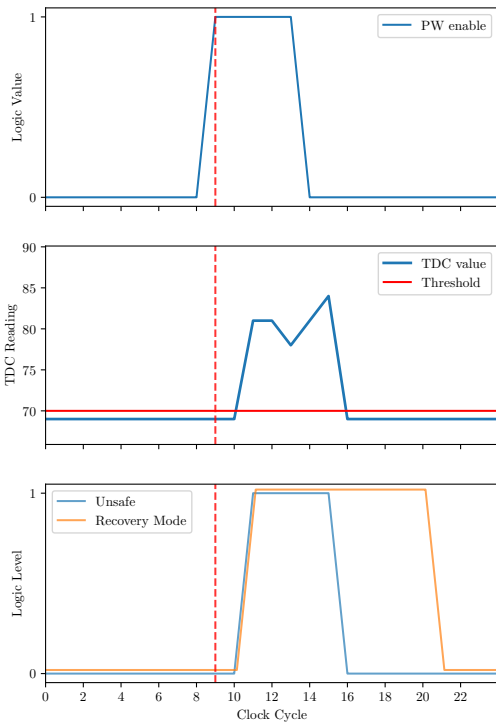 1
0
Logic Value
PW enable
90
85
80
75
70
TDC Reading
TDC value
Threshold
1
0
Logic Level
Unsafe
Recovery Mode
0 2 4 6 8 10 12 14 16 18 20 22
Clock Cycle